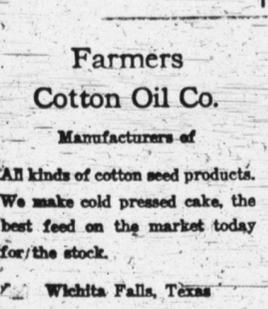 Farmers
Cotton Oil Co.
Manufacturers of
All kinds of cotton seed products.
We make cold pressed cake, the
best feed on the market today
for the stock.
Wichita Falls, Texas